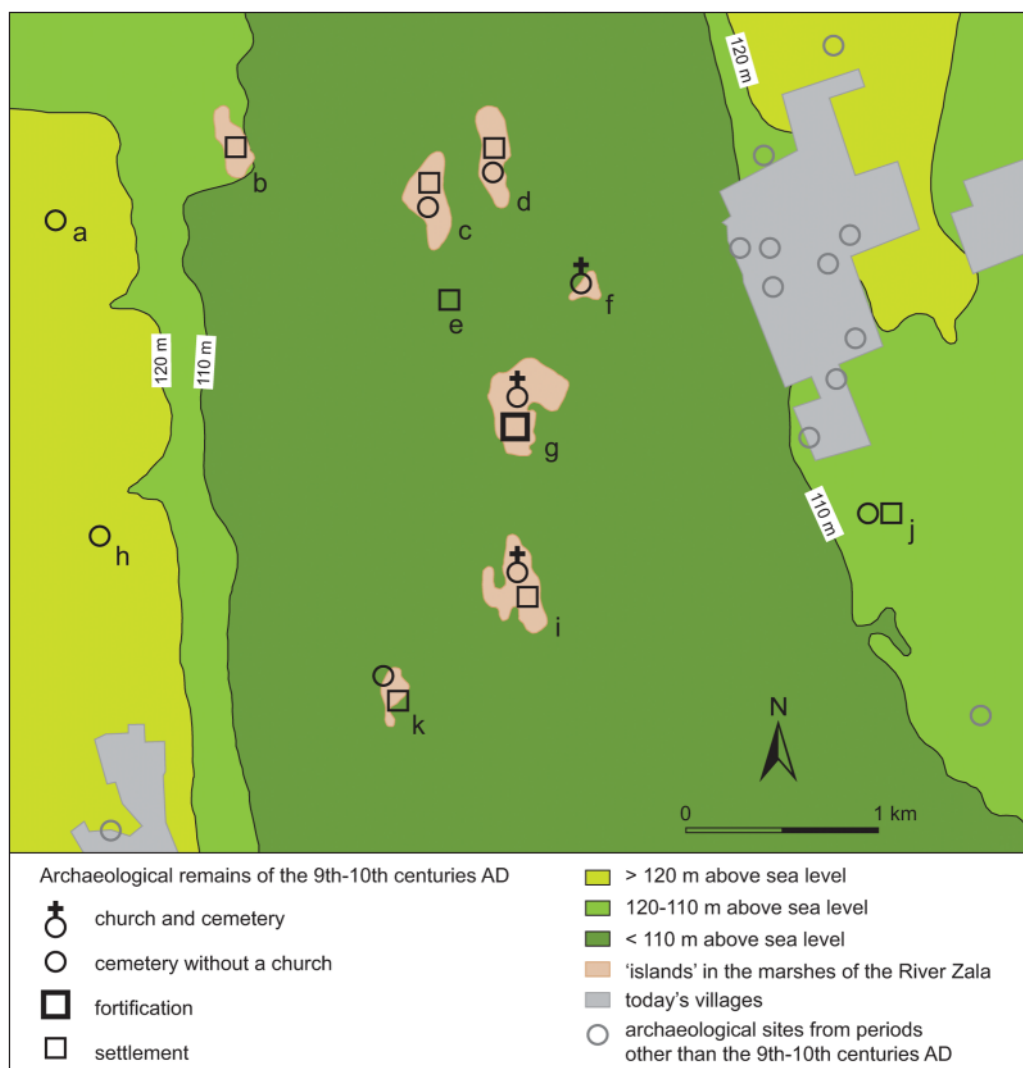 120 m
b
d
a
c
f
e
120 m
110 m
g
110 m
h
j
i
k
N
0 1 km
Archaeological remains of the 9th-10th centuries AD
church and cemetery
cemetery without a church
fortification
settlement
> 120 m above sea level
120-110 m above sea level
< 110 m above sea level
‘islands’ in the marshes of the River Zala
today’s villages
archaeological sites from periods
other than the 9th-10th centuries AD